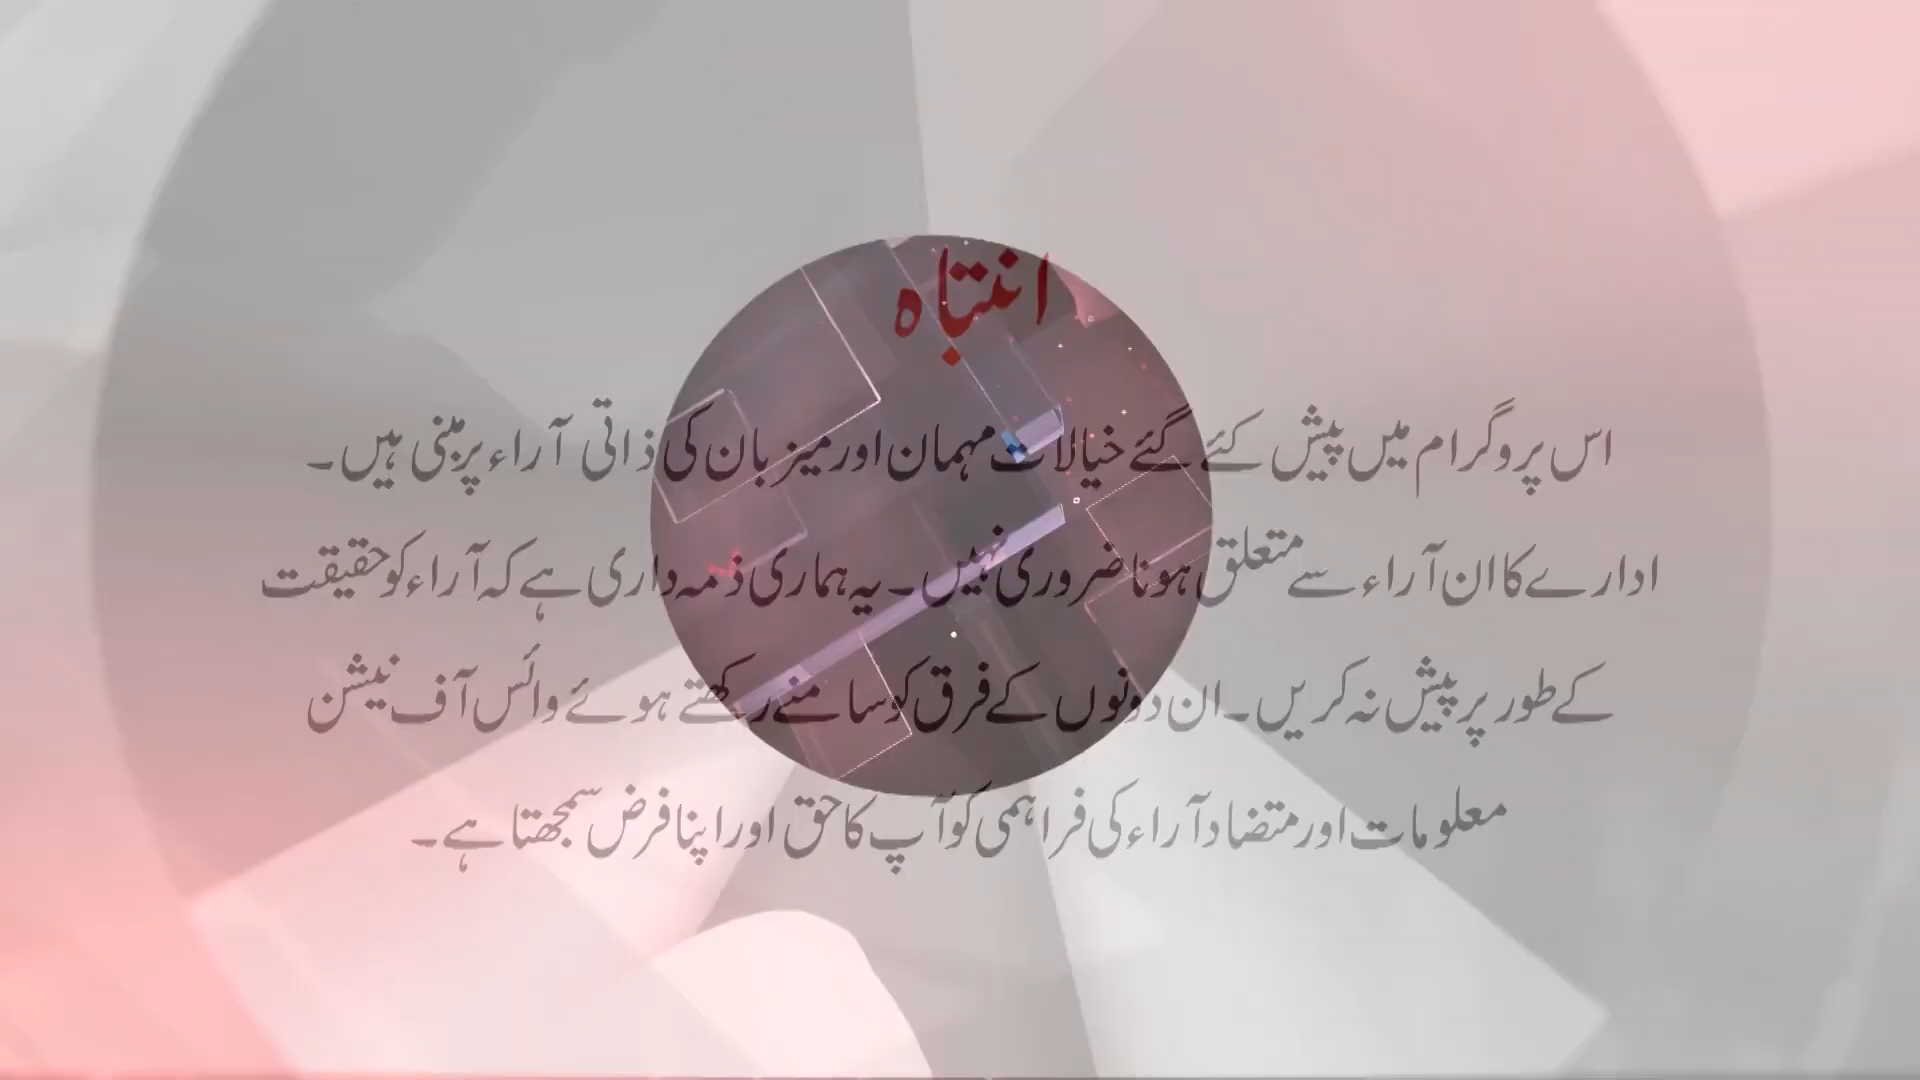 انتباہ
اس پروگرام میں پیش کئے گئے خیالات مہمان اور میزبان کی ذاتی آراء پر مبنی ہیں۔
ادارے کا ان آراء سے متعلق ہونا ضروری نہیں۔ یہ ہماری ذمہ داری ہے کہ آراء کو حقیقت
کے طور پر پیش نہ کریں۔ ان دونوں کے فرق کو سامنے رکھتے ہوئے وائس آف نیشن
معلومات اور متضاد آراء کی فراہمی کو آپ کا حق اور اپنا فرض سمجھتا ہے۔